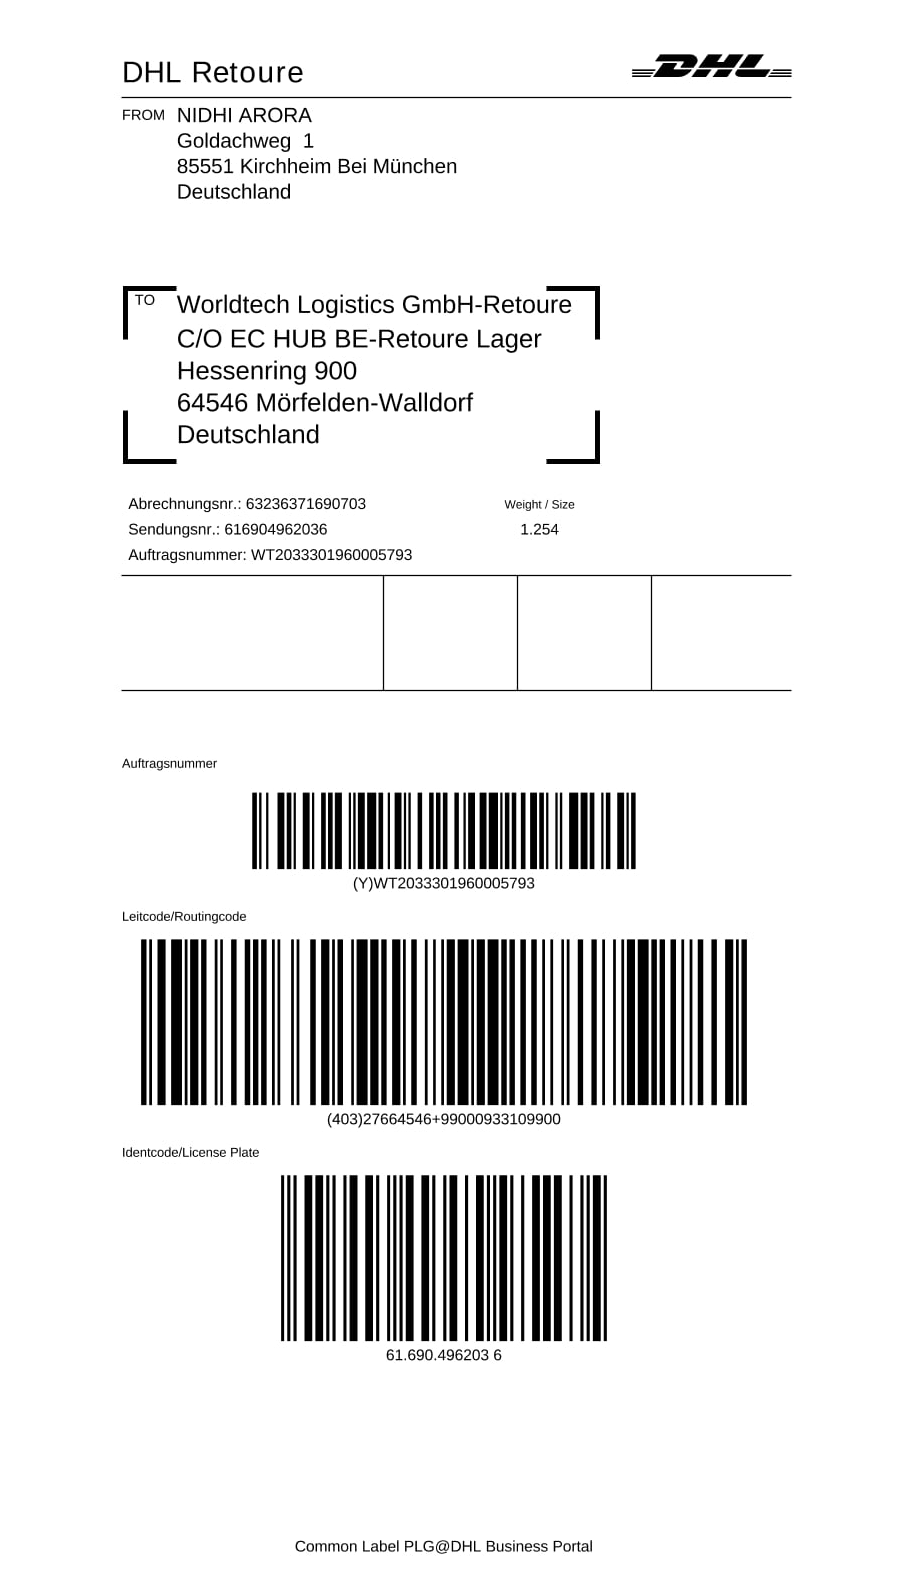 DHL Retoure
DHL
FROM NIDHI ARORA
Goldachweg  1
85551 Kirchheim Bei München
Deutschland
TO Worldtech Logistics GmbH-Retoure
C/O EC HUB BE-Retoure Lager
Hessenring 900
64546 Mörfelden-Walldorf
Deutschland
Abrechnungsnr.: 63236371690703 Weight / Size
Sendungsnr.: 616904962036 1.254
Auftragsnummer: WT2033301960005793
Auftragsnummer
(Y)WT2033301960005793
Leitcode/Routingcode
(403)27664546+99000933109900
Identcode/License Plate
61.690.496203 6
Common Label PLG@DHL Business Portal